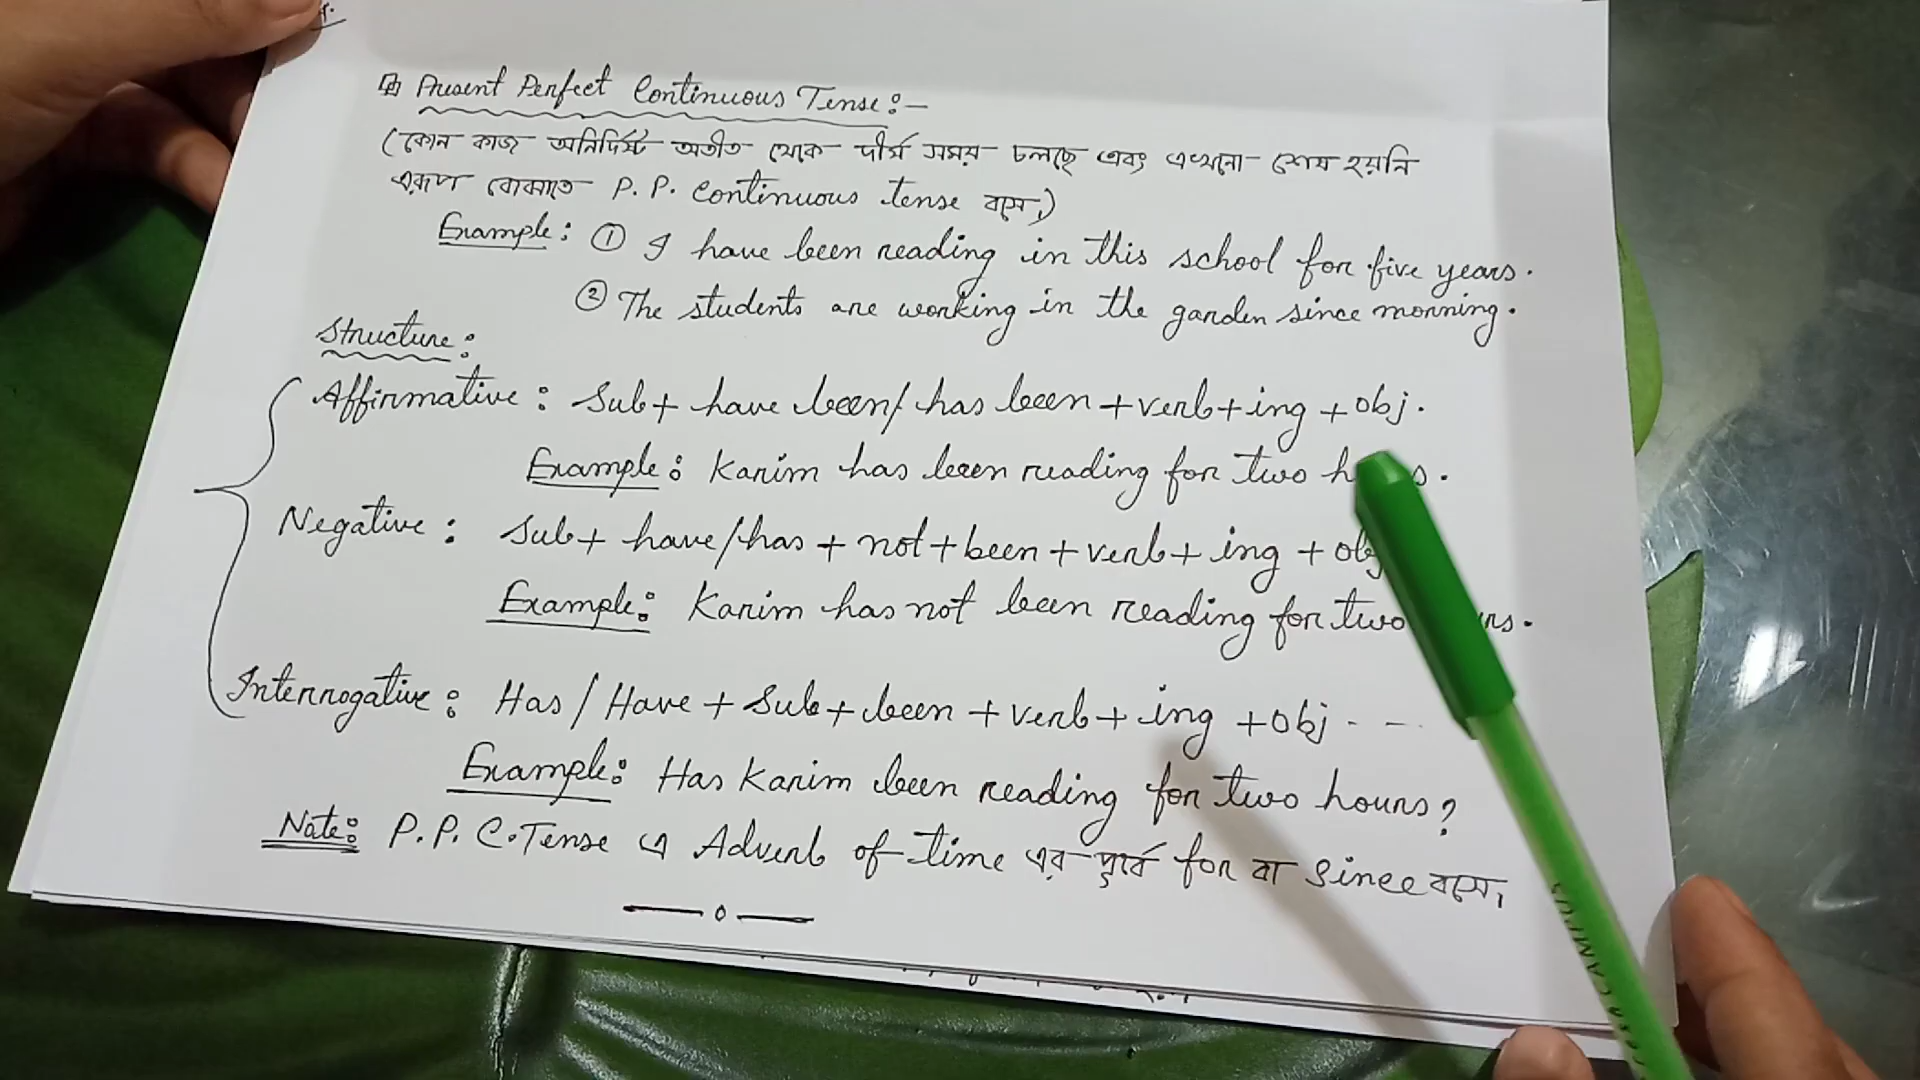 Present Perfect Continuous Tense:-
(কোন কাজ অনির্দিষ্ট অতীত থেকে দীর্ঘ সময় চলছে এবং এখনো শেষ হয়নি
এরূপ বোঝাতে P. P. Continuous tense বসে।)
Example: ① I have been reading in this school for five years.
② The students are working in the garden since morning.
Structure:
Affirmative: Sub + have been/ has been + verb + ing + obj.
Example: Karim has been reading for two h s.
Negative: Sub + have/has + not + been + verb + ing + obj
Example: Karim has not been reading for two urs.
Interrogative: Has / Have + Sub + been + verb + ing + obj - --
Example: Has Karim been reading for two hours?
Note: P. P. C. Tense এ Adverb of time এর পূর্বে for বা since বসে।
CAMPUS